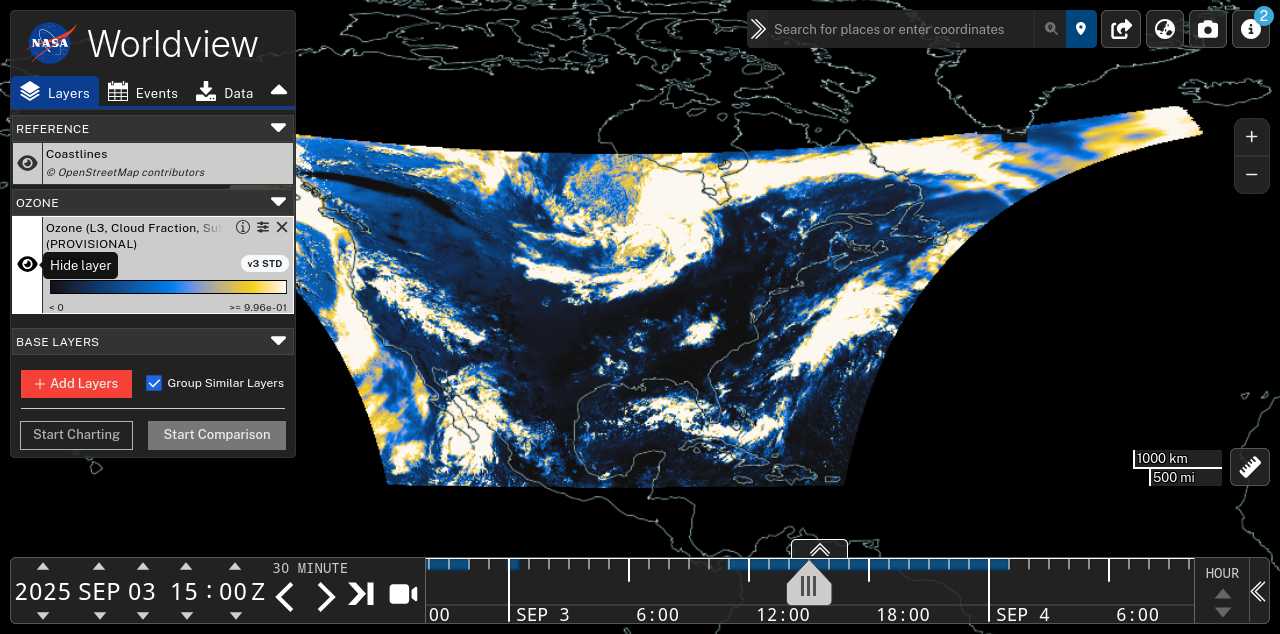 NASA Worldview
Search for places or enter coordinates
2
Layers
Events
Data
REFERENCE
Coastlines
© OpenStreetMap contributors
OZONE
Ozone (L3, Cloud Fraction, Su
(PROVISIONAL)
Hide layer
v3 STD
< 0
>= 9.96e-01
BASE LAYERS
+ Add Layers
Group Similar Layers
Start Charting
Start Comparison
+
−
1000 km
500 mi
2025 SEP 03 15:00Z
30 MINUTE
00
SEP 3
6:00
12:00
18:00
SEP 4
6:00
HOUR